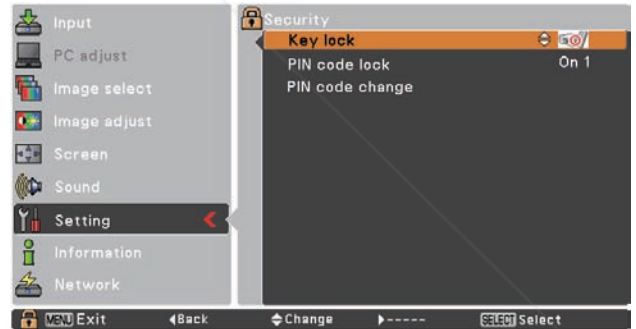 Input
PC adjust
Image select
Image adjust
Screen
Sound
Setting
Information
Network
Security
Key lock
PIN code lock On 1
PIN code change
MENU Exit Back Change ----- SELECT Select